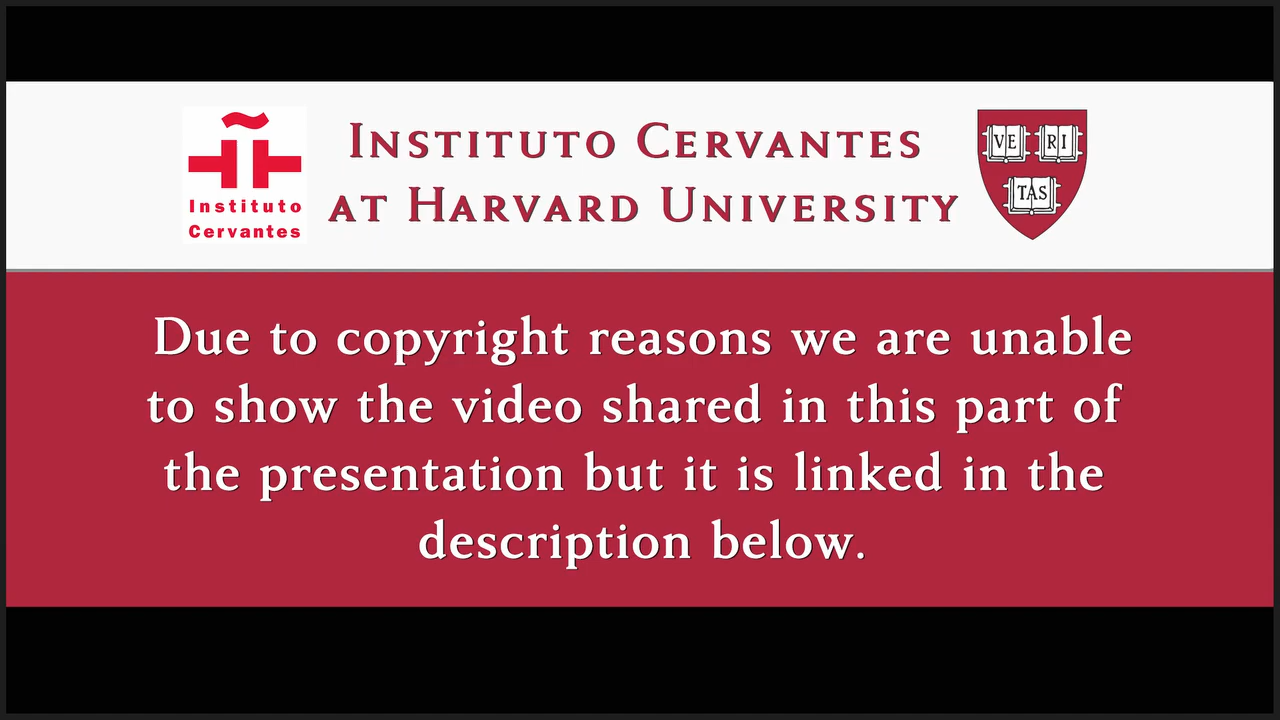 Instituto
Cervantes
INSTITUTO CERVANTES
AT HARVARD UNIVERSITY
VE RI
TAS
Due to copyright reasons we are unable
to show the video shared in this part of
the presentation but it is linked in the
description below.